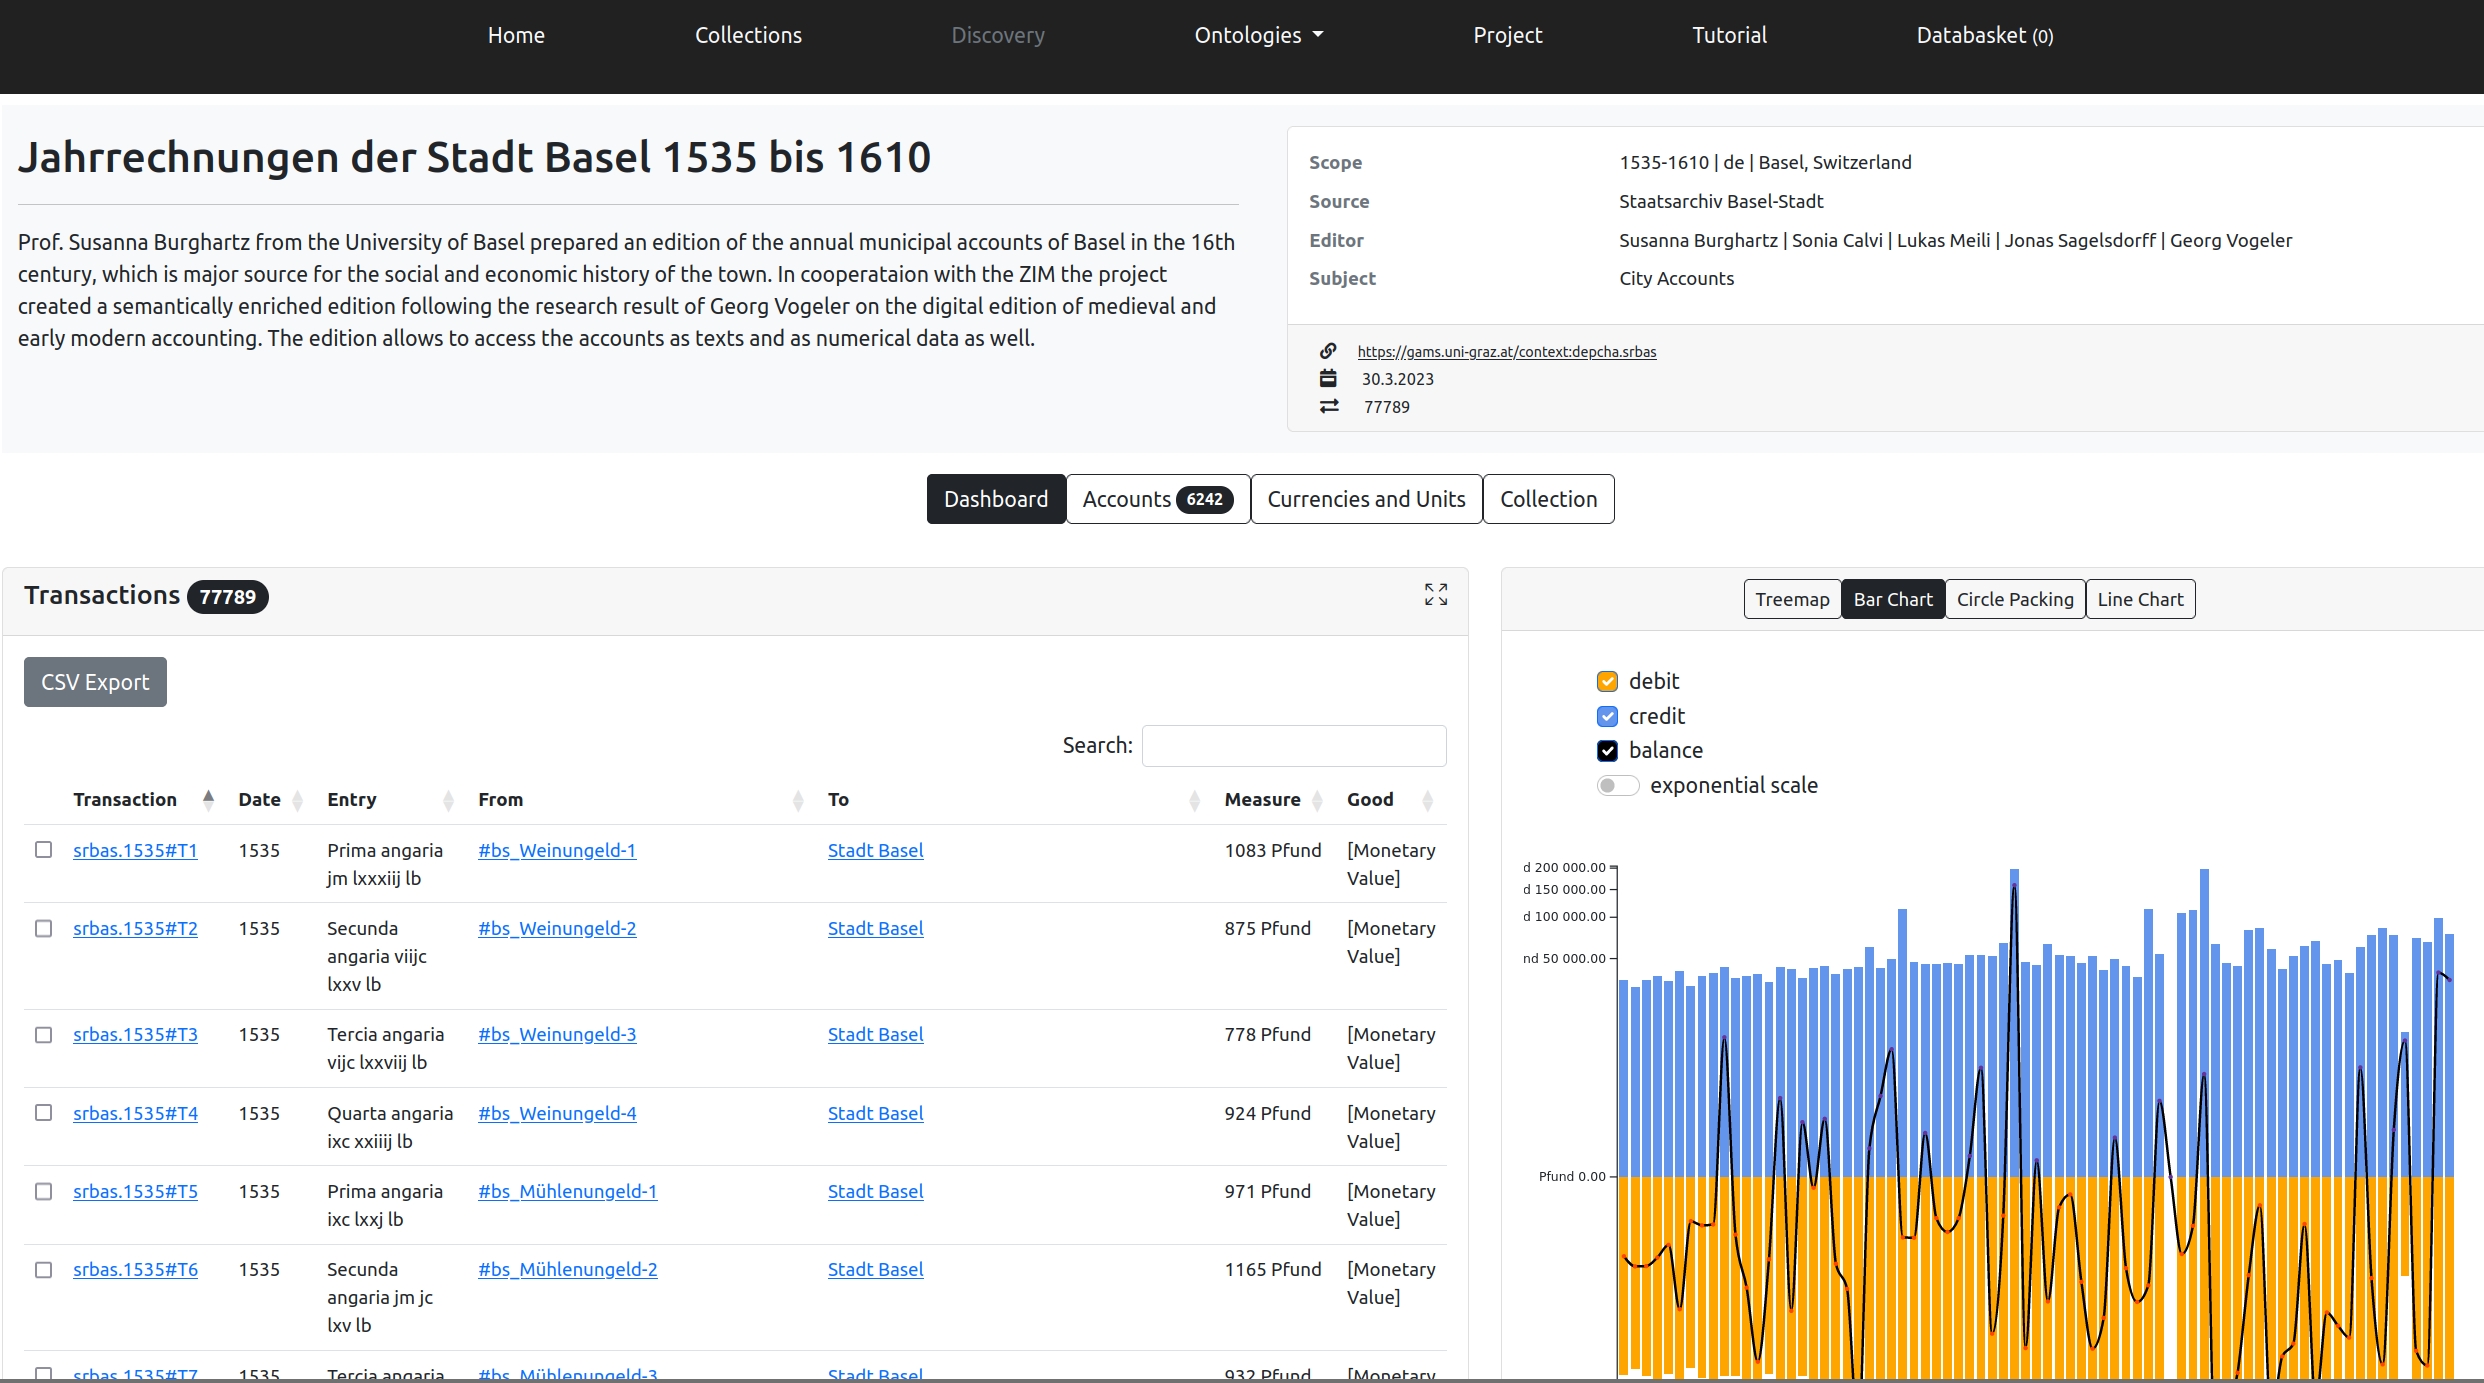 Home Collections Discovery Ontologies Project Tutorial Databasket (0)
Jahrrechnungen der Stadt Basel 1535 bis 1610
Prof. Susanna Burghartz from the University of Basel prepared an edition of the annual municipal accounts of Basel in the 16th
century, which is major source for the social and economic history of the town. In cooperataion with the ZIM the project
created a semantically enriched edition following the research result of Georg Vogeler on the digital edition of medieval and
early modern accounting. The edition allows to access the accounts as texts and as numerical data as well.
Scope 1535-1610 | de | Basel, Switzerland
Source Staatsarchiv Basel-Stadt
Editor Susanna Burghartz | Sonia Calvi | Lukas Meili | Jonas Sagelsdorff | Georg Vogeler
Subject City Accounts
https://gams.uni-graz.at/context:depcha.srbas
30.3.2023
77789
Dashboard Accounts 6242 Currencies and Units Collection
Transactions 77789
CSV Export
Search:
Transaction Date Entry From To Measure Good
srbas.1535#T1 1535 Prima angaria #bs_Weinungeld-1 Stadt Basel 1083 Pfund [Monetary
jm lxxxiij lb Value]
srbas.1535#T2 1535 Secunda #bs_Weinungeld-2 Stadt Basel 875 Pfund [Monetary
angaria viijc Value]
lxxv lb
srbas.1535#T3 1535 Tercia angaria #bs_Weinungeld-3 Stadt Basel 778 Pfund [Monetary
vijc lxxviij lb Value]
srbas.1535#T4 1535 Quarta angaria #bs_Weinungeld-4 Stadt Basel 924 Pfund [Monetary
ixc xxiiij lb Value]
srbas.1535#T5 1535 Prima angaria #bs_Mühlenungeld-1 Stadt Basel 971 Pfund [Monetary
ixc lxxj lb Value]
srbas.1535#T6 1535 Secunda #bs_Mühlenungeld-2 Stadt Basel 1165 Pfund [Monetary
angaria jm jc Value]
lxv lb
srbas.1535#T7 1535 Tercia angaria #bs_Mühlenungeld-3 Stadt Basel 932 Pfund [Monetary
Treemap Bar Chart Circle Packing Line Chart
debit
credit
balance
exponential scale
d 200 000.00
d 150 000.00
d 100 000.00
nd 50 000.00
Pfund 0.00